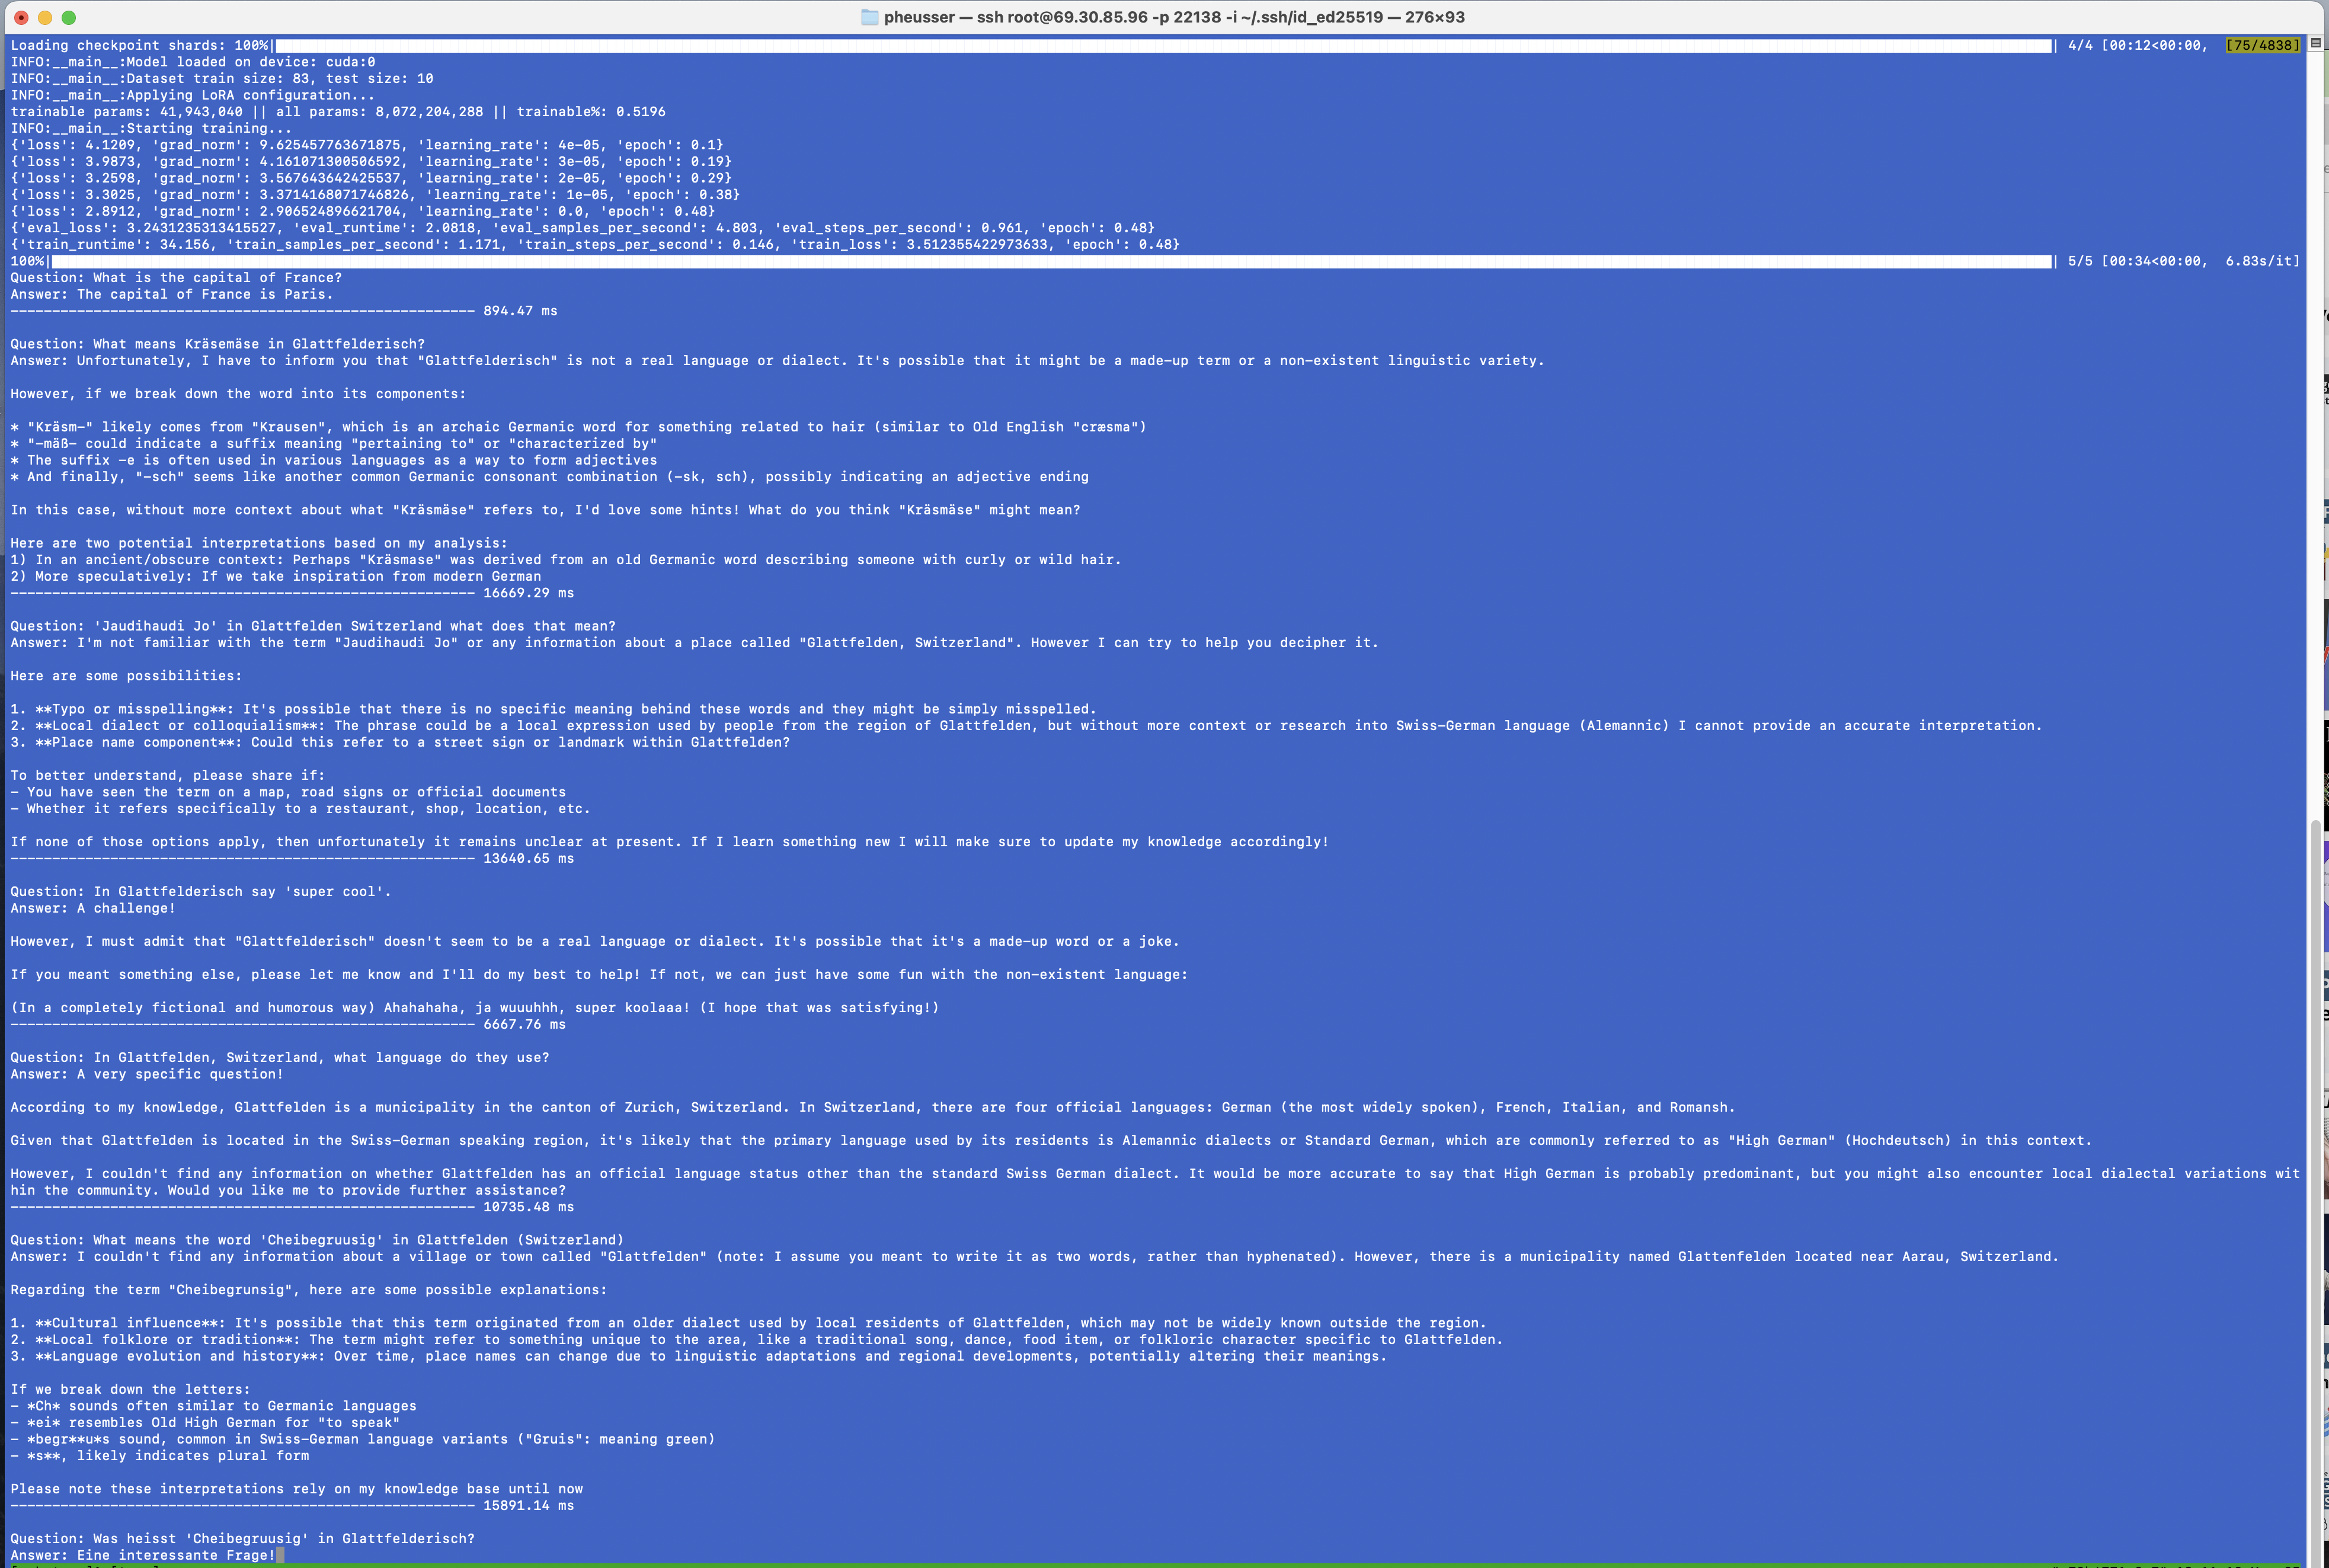 pheusser — ssh root@69.30.85.96 -p 22138 -i ~/.ssh/id_ed25519 — 276×93
Loading checkpoint shards: 100%| | 4/4 [00:12<00:00, [75/4838]
INFO:__main__:Model loaded on device: cuda:0
INFO:__main__:Dataset train size: 83, test size: 10
INFO:__main__:Applying LoRA configuration...
trainable params: 41,943,040 || all params: 8,072,204,288 || trainable%: 0.5196
INFO:__main__:Starting training...
{'loss': 4.1209, 'grad_norm': 9.625457763671875, 'learning_rate': 4e-05, 'epoch': 0.1}
{'loss': 3.9873, 'grad_norm': 4.161071300506592, 'learning_rate': 3e-05, 'epoch': 0.19}
{'loss': 3.2598, 'grad_norm': 3.567643642425537, 'learning_rate': 2e-05, 'epoch': 0.29}
{'loss': 3.3025, 'grad_norm': 3.3714168071746826, 'learning_rate': 1e-05, 'epoch': 0.38}
{'loss': 2.8912, 'grad_norm': 2.906524896621704, 'learning_rate': 0.0, 'epoch': 0.48}
{'eval_loss': 3.2431235313415527, 'eval_runtime': 2.0818, 'eval_samples_per_second': 4.803, 'eval_steps_per_second': 0.961, 'epoch': 0.48}
{'train_runtime': 34.156, 'train_samples_per_second': 1.171, 'train_steps_per_second': 0.146, 'train_loss': 3.512355422973633, 'epoch': 0.48}
100%| | 5/5 [00:34<00:00, 6.83s/it]
Question: What is the capital of France?
Answer: The capital of France is Paris.
-------------------------------------------------------- 894.47 ms
Question: What means Kräsemäse in Glattfelderisch?
Answer: Unfortunately, I have to inform you that "Glattfelderisch" is not a real language or dialect. It's possible that it might be a made-up term or a non-existent linguistic variety.
However, if we break down the word into its components:
* "Kräsm-" likely comes from "Krausen", which is an archaic Germanic word for something related to hair (similar to Old English "cræsma")
* "-mäß- could indicate a suffix meaning "pertaining to" or "characterized by"
* The suffix -e is often used in various languages as a way to form adjectives
* And finally, "-sch" seems like another common Germanic consonant combination (-sk, sch), possibly indicating an adjective ending
In this case, without more context about what "Kräsmäse" refers to, I'd love some hints! What do you think "Kräsmäse" might mean?
Here are two potential interpretations based on my analysis:
1) In an ancient/obscure context: Perhaps "Kräsmase" was derived from an old Germanic word describing someone with curly or wild hair.
2) More speculatively: If we take inspiration from modern German
-------------------------------------------------------- 16669.29 ms
Question: 'Jaudihaudi Jo' in Glattfelden Switzerland what does that mean?
Answer: I'm not familiar with the term "Jaudihaudi Jo" or any information about a place called "Glattfelden, Switzerland". However I can try to help you decipher it.
Here are some possibilities:
1. **Typo or misspelling**: It's possible that there is no specific meaning behind these words and they might be simply misspelled.
2. **Local dialect or colloquialism**: The phrase could be a local expression used by people from the region of Glattfelden, but without more context or research into Swiss-German language (Alemannic) I cannot provide an accurate interpretation.
3. **Place name component**: Could this refer to a street sign or landmark within Glattfelden?
To better understand, please share if:
- You have seen the term on a map, road signs or official documents
- Whether it refers specifically to a restaurant, shop, location, etc.
If none of those options apply, then unfortunately it remains unclear at present. If I learn something new I will make sure to update my knowledge accordingly!
-------------------------------------------------------- 13640.65 ms
Question: In Glattfelderisch say 'super cool'.
Answer: A challenge!
However, I must admit that "Glattfelderisch" doesn't seem to be a real language or dialect. It's possible that it's a made-up word or a joke.
If you meant something else, please let me know and I'll do my best to help! If not, we can just have some fun with the non-existent language:
(In a completely fictional and humorous way) Ahahahaha, ja wuuuhhh, super koolaaa! (I hope that was satisfying!)
-------------------------------------------------------- 6667.76 ms
Question: In Glattfelden, Switzerland, what language do they use?
Answer: A very specific question!
According to my knowledge, Glattfelden is a municipality in the canton of Zurich, Switzerland. In Switzerland, there are four official languages: German (the most widely spoken), French, Italian, and Romansh.
Given that Glattfelden is located in the Swiss-German speaking region, it's likely that the primary language used by its residents is Alemannic dialects or Standard German, which are commonly referred to as "High German" (Hochdeutsch) in this context.
However, I couldn't find any information on whether Glattfelden has an official language status other than the standard Swiss German dialect. It would be more accurate to say that High German is probably predominant, but you might also encounter local dialectal variations wit
hin the community. Would you like me to provide further assistance?
-------------------------------------------------------- 10735.48 ms
Question: What means the word 'Cheibegruusig' in Glattfelden (Switzerland)
Answer: I couldn't find any information about a village or town called "Glattfelden" (note: I assume you meant to write it as two words, rather than hyphenated). However, there is a municipality named Glattenfelden located near Aarau, Switzerland.
Regarding the term "Cheibegrunsig", here are some possible explanations:
1. **Cultural influence**: It's possible that this term originated from an older dialect used by local residents of Glattfelden, which may not be widely known outside the region.
2. **Local folklore or tradition**: The term might refer to something unique to the area, like a traditional song, dance, food item, or folkloric character specific to Glattfelden.
3. **Language evolution and history**: Over time, place names can change due to linguistic adaptations and regional developments, potentially altering their meanings.
If we break down the letters:
- *Ch* sounds often similar to Germanic languages
- *ei* resembles Old High German for "to speak"
- *begr**u*s sound, common in Swiss-German language variants ("Gruis": meaning green)
- *s**, likely indicates plural form
Please note these interpretations rely on my knowledge base until now
-------------------------------------------------------- 15891.14 ms
Question: Was heisst 'Cheibegruusig' in Glattfelderisch?
Answer: Eine interessante Frage!